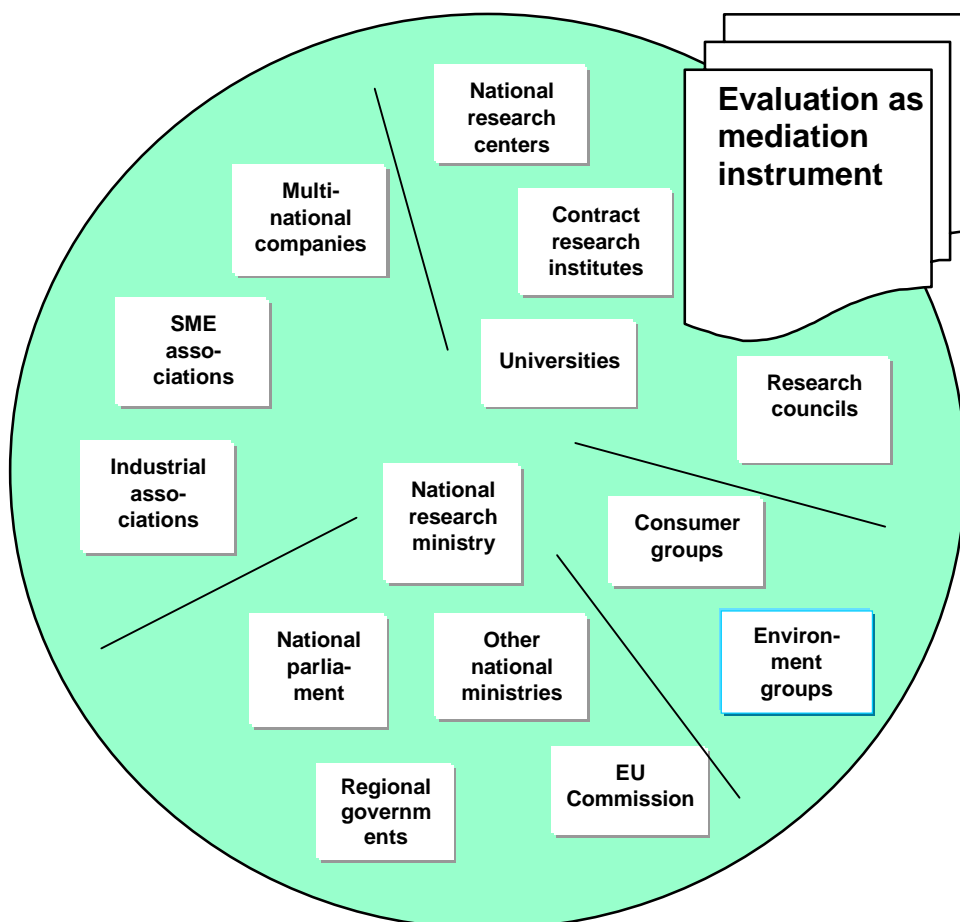 National
research
centers
Evaluation as
mediation
instrument
Multi-
national
companies
Contract
research
institutes
SME
asso-
ciations
Universities
Research
councils
Industrial
asso-
ciations
National
research
ministry
Consumer
groups
National
parlia-
ment
Other
national
ministries
Environ-
ment
groups
Regional
governm
ents
EU
Commission